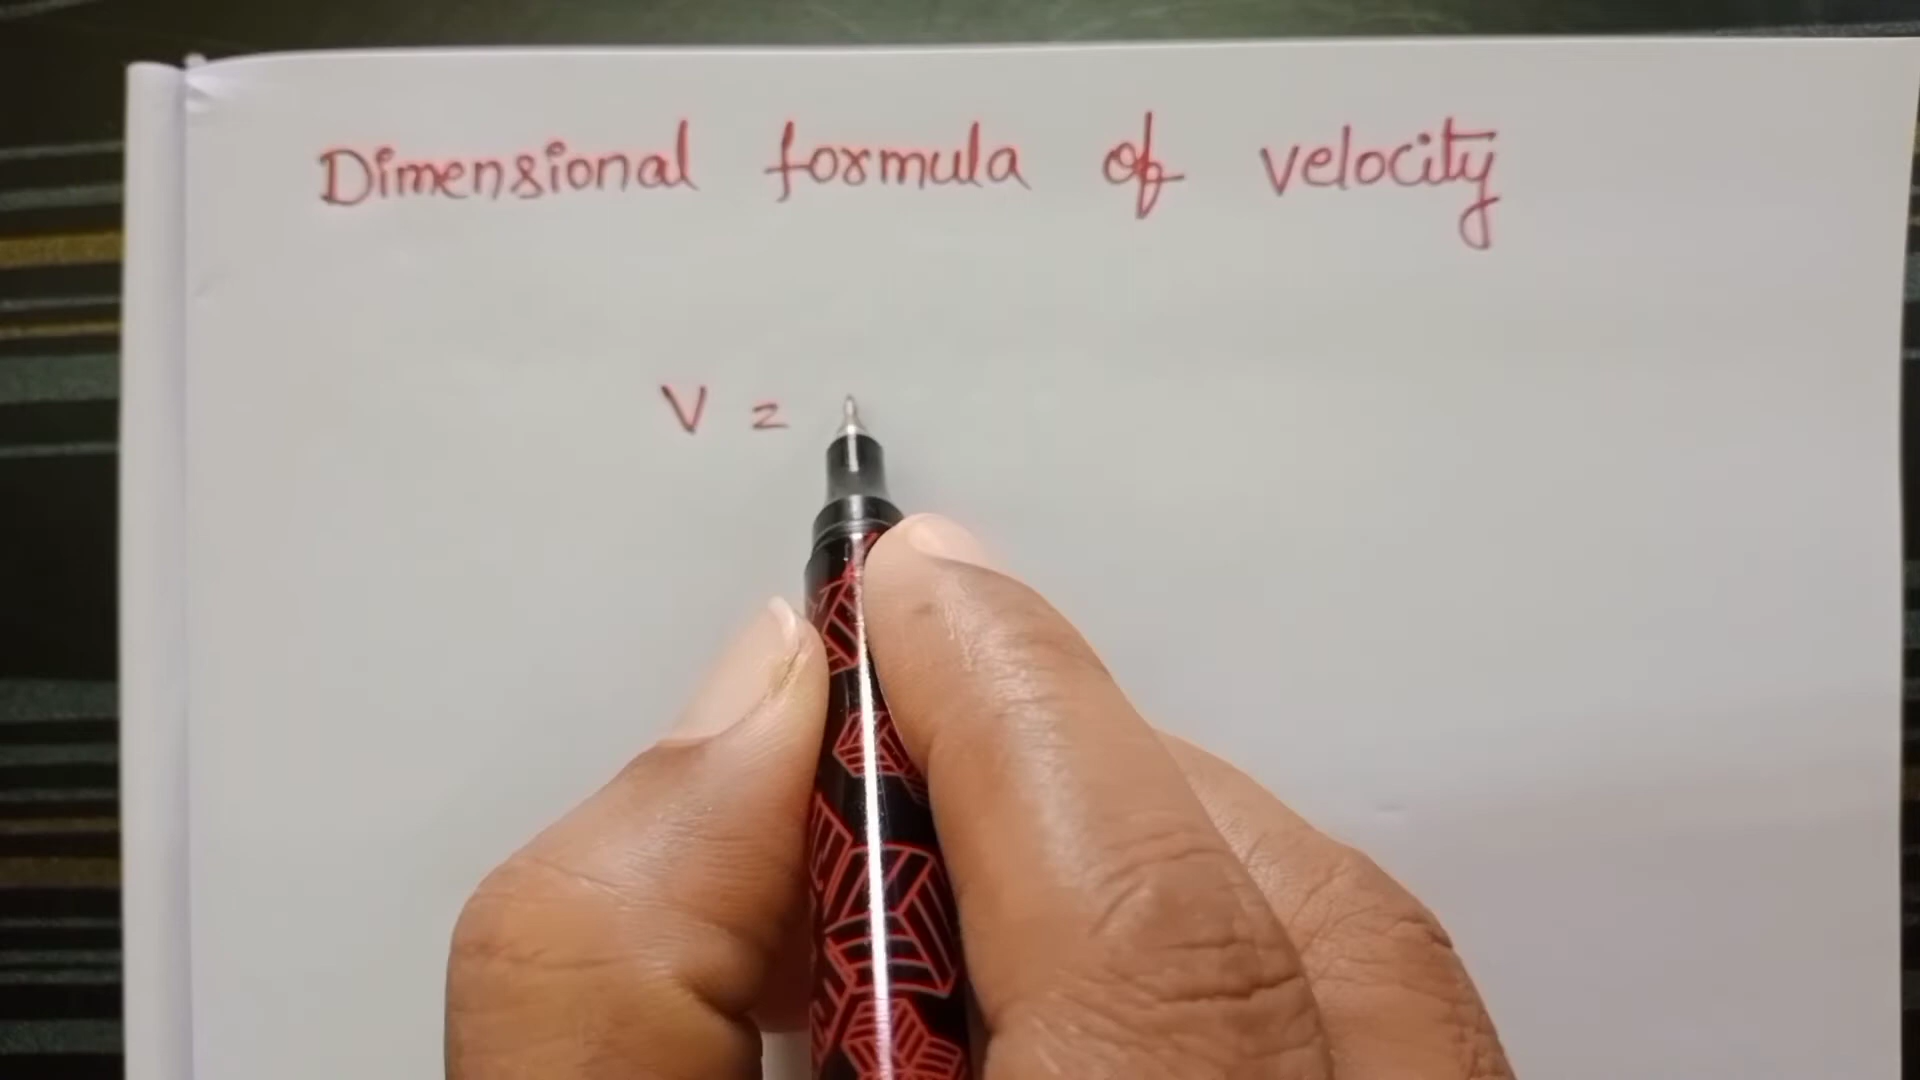 Dimensional formula of velocity
V =